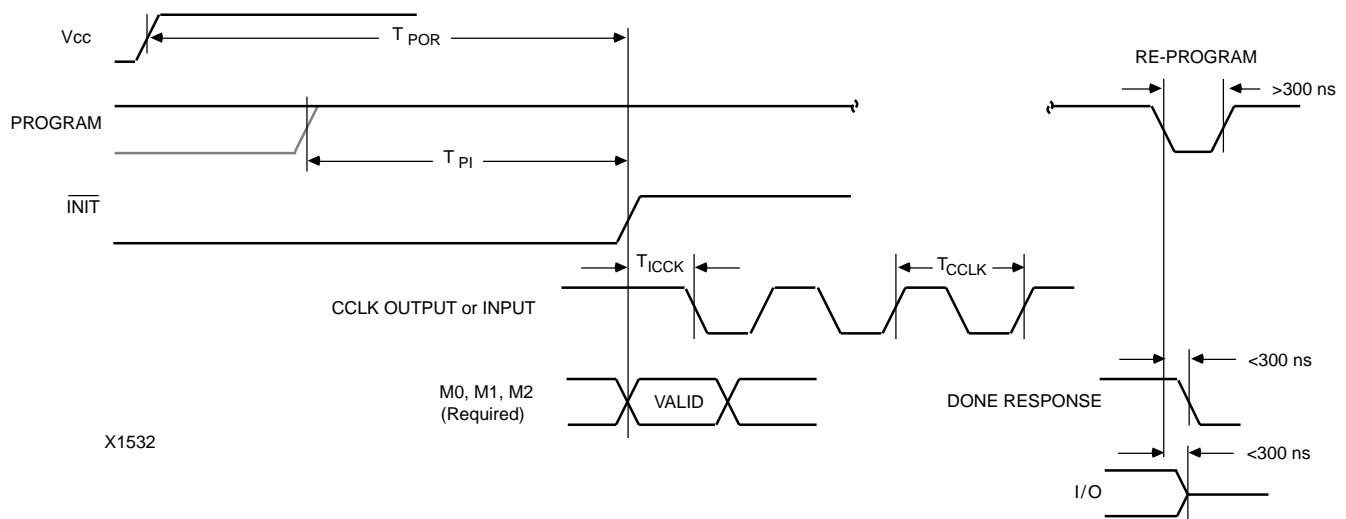 Vcc
T POR
RE-PROGRAM
>300 ns
PROGRAM
T PI
INIT
T ICCK
T CCLK
CCLK OUTPUT or INPUT
<300 ns
M0, M1, M2
(Required)
VALID
DONE RESPONSE
X1532
<300 ns
I/O